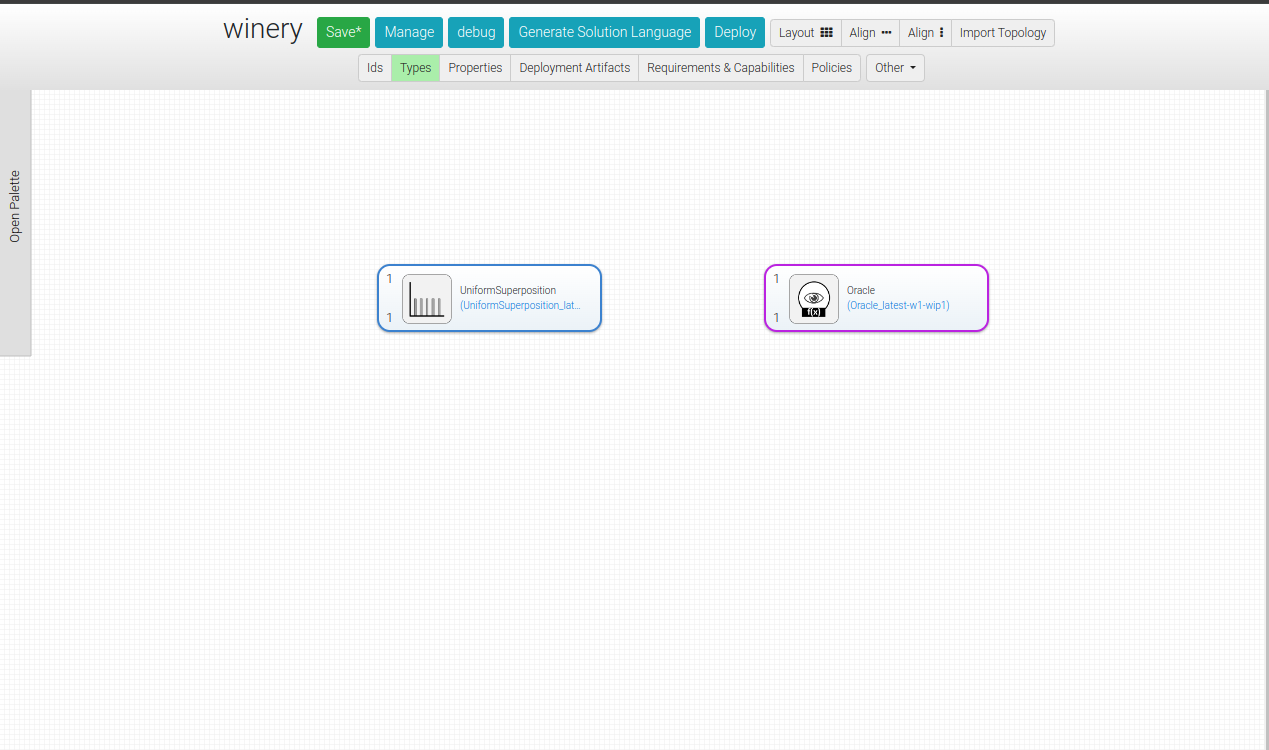 winery
Save* Manage debug Generate Solution Language Deploy Layout Align Align Import Topology
Ids Types Properties Deployment Artifacts Requirements & Capabilities Policies Other
Open Palette
1
UniformSuperposition
(UniformSuperposition_lat...
1
1
Oracle
(Oracle_latest-w1-wip1)
f(x)
1